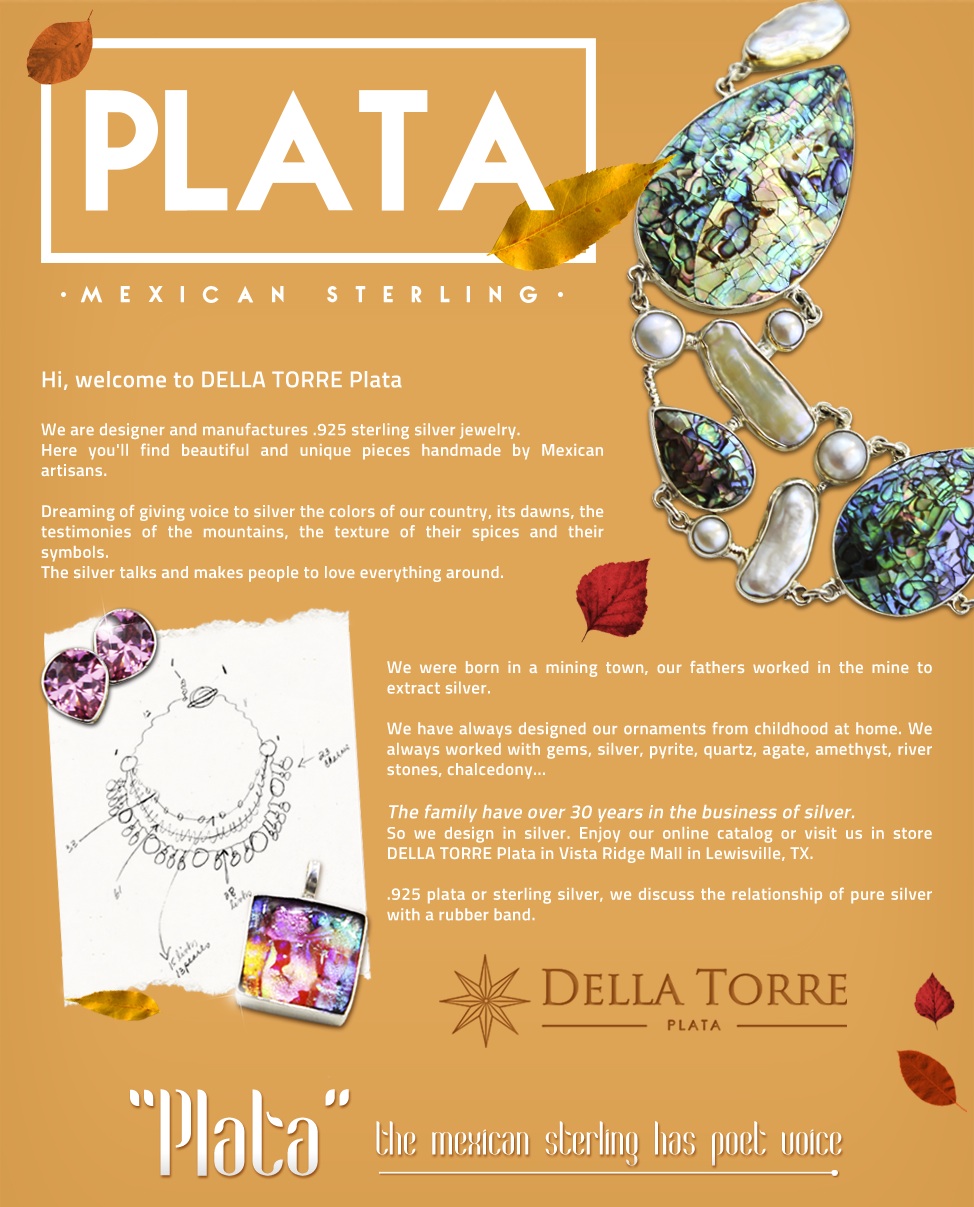 PLATA
· MEXICAN STERLING ·
Hi, welcome to DELLA TORRE Plata
We are designer and manufactures .925 sterling silver jewelry.
Here you'll find beautiful and unique pieces handmade by Mexican
artisans.
Dreaming of giving voice to silver the colors of our country, its dawns, the
testimonies of the mountains, the texture of their spices and their
symbols.
The silver talks and makes people to love everything around.
We were born in a mining town, our fathers worked in the mine to
extract silver.
We have always designed our ornaments from childhood at home. We
always worked with gems, silver, pyrite, quartz, agate, amethyst, river
stones, chalcedony...
The family have over 30 years in the business of silver.
So we design in silver. Enjoy our online catalog or visit us in store
DELLA TORRE Plata in Vista Ridge Mall in Lewisville, TX.
.925 plata or sterling silver, we discuss the relationship of pure silver
with a rubber band.
28
links
DELLA TORRE
PLATA
"Plata"
the mexican sterling has poet voice